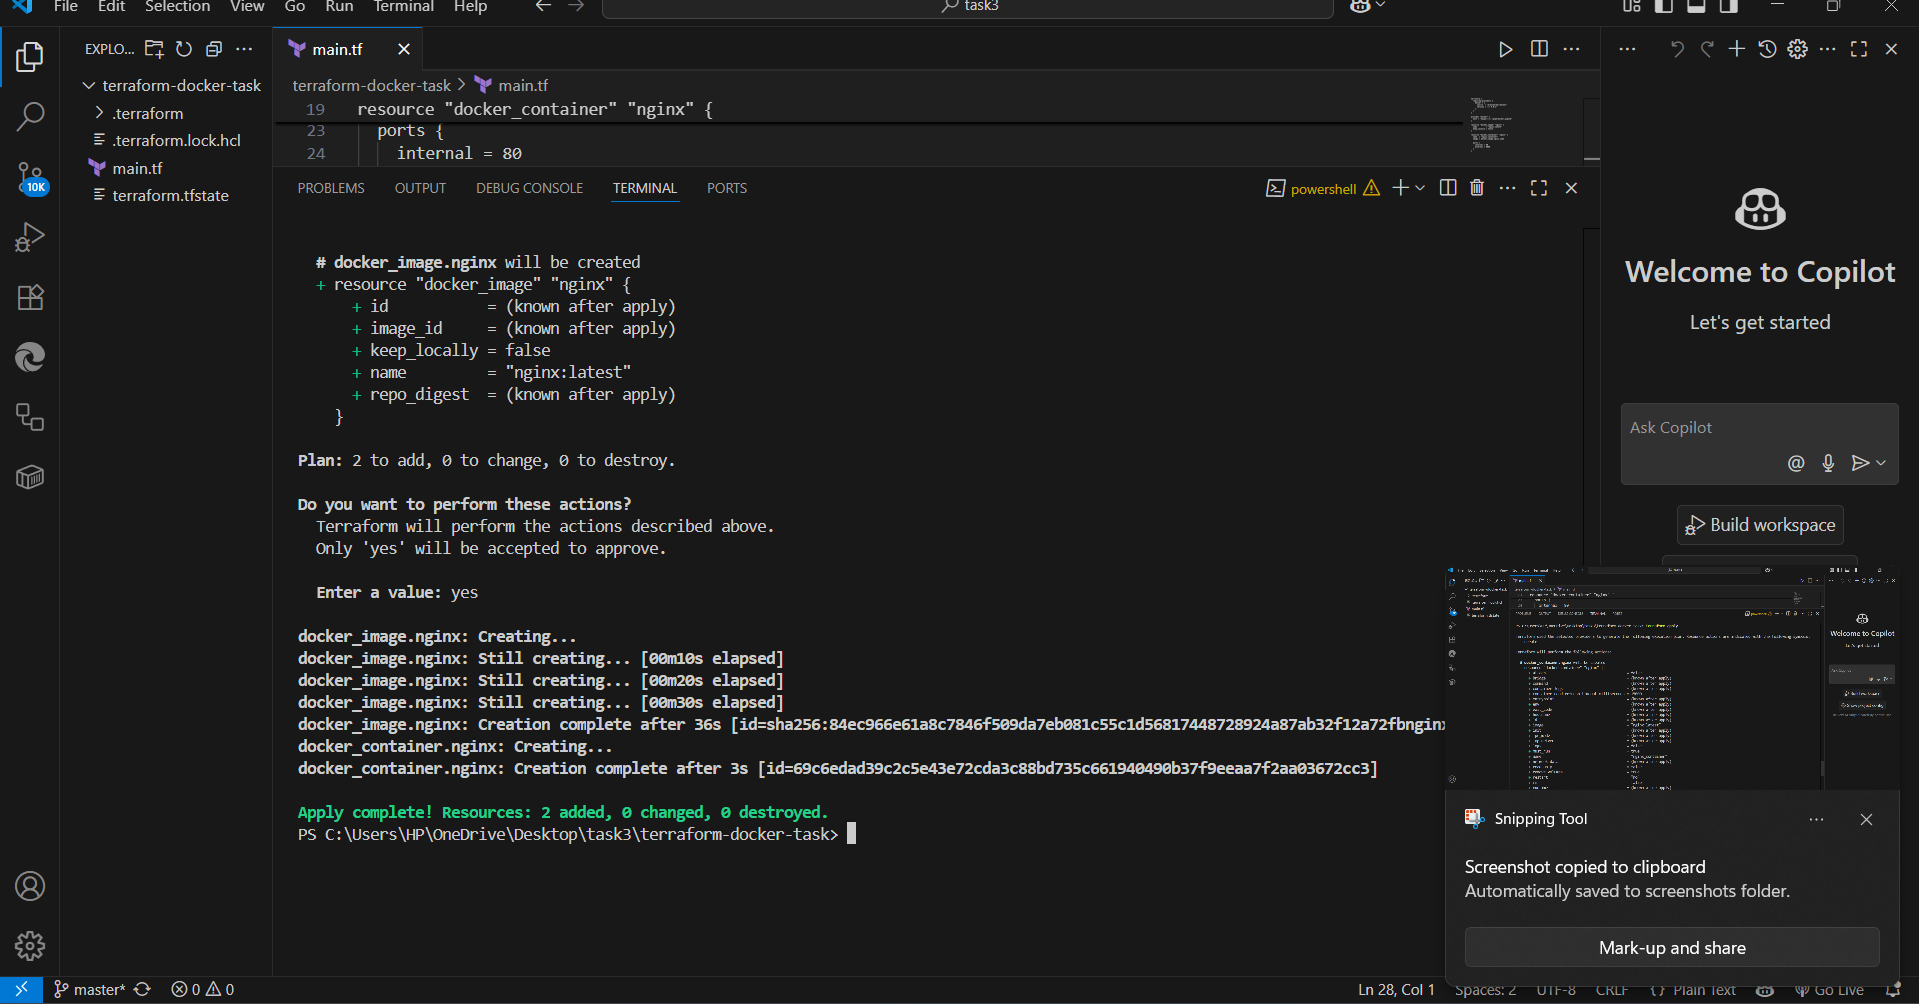 File Edit Selection View Go Run Terminal Help
task3
EXPLO...
terraform-docker-task
.terraform
.terraform.lock.hcl
main.tf
terraform.tfstate
10K
main.tf
terraform-docker-task > main.tf
19 resource "docker_container" "nginx" {
23 ports {
24 internal = 80
PROBLEMS OUTPUT DEBUG CONSOLE TERMINAL PORTS
powershell
# docker_image.nginx will be created
+ resource "docker_image" "nginx" {
+ id = (known after apply)
+ image_id = (known after apply)
+ keep_locally = false
+ name = "nginx:latest"
+ repo_digest = (known after apply)
}
Plan: 2 to add, 0 to change, 0 to destroy.
Do you want to perform these actions?
Terraform will perform the actions described above.
Only 'yes' will be accepted to approve.
Enter a value: yes
docker_image.nginx: Creating...
docker_image.nginx: Still creating... [00m10s elapsed]
docker_image.nginx: Still creating... [00m20s elapsed]
docker_image.nginx: Still creating... [00m30s elapsed]
docker_image.nginx: Creation complete after 36s [id=sha256:84ec966e61a8c7846f509da7eb081c55c1d56817448728924a87ab32f12a72fbnginx
docker_container.nginx: Creating...
docker_container.nginx: Creation complete after 3s [id=69c6edad39c2c5e43e72cda3c88bd735c661940490b37f9eeaa7f2aa03672cc3]
Apply complete! Resources: 2 added, 0 changed, 0 destroyed.
PS C:\Users\HP\OneDrive\Desktop\task3\terraform-docker-task>
Welcome to Copilot
Let's get started
Ask Copilot
Build workspace
Welcome to Copilot
Snipping Tool
Screenshot copied to clipboard
Automatically saved to screenshots folder.
Mark-up and share
master* 0 0
Ln 28, Col 1 Spaces: 2 UTF-8 CRLF {} Plain Text Go Live